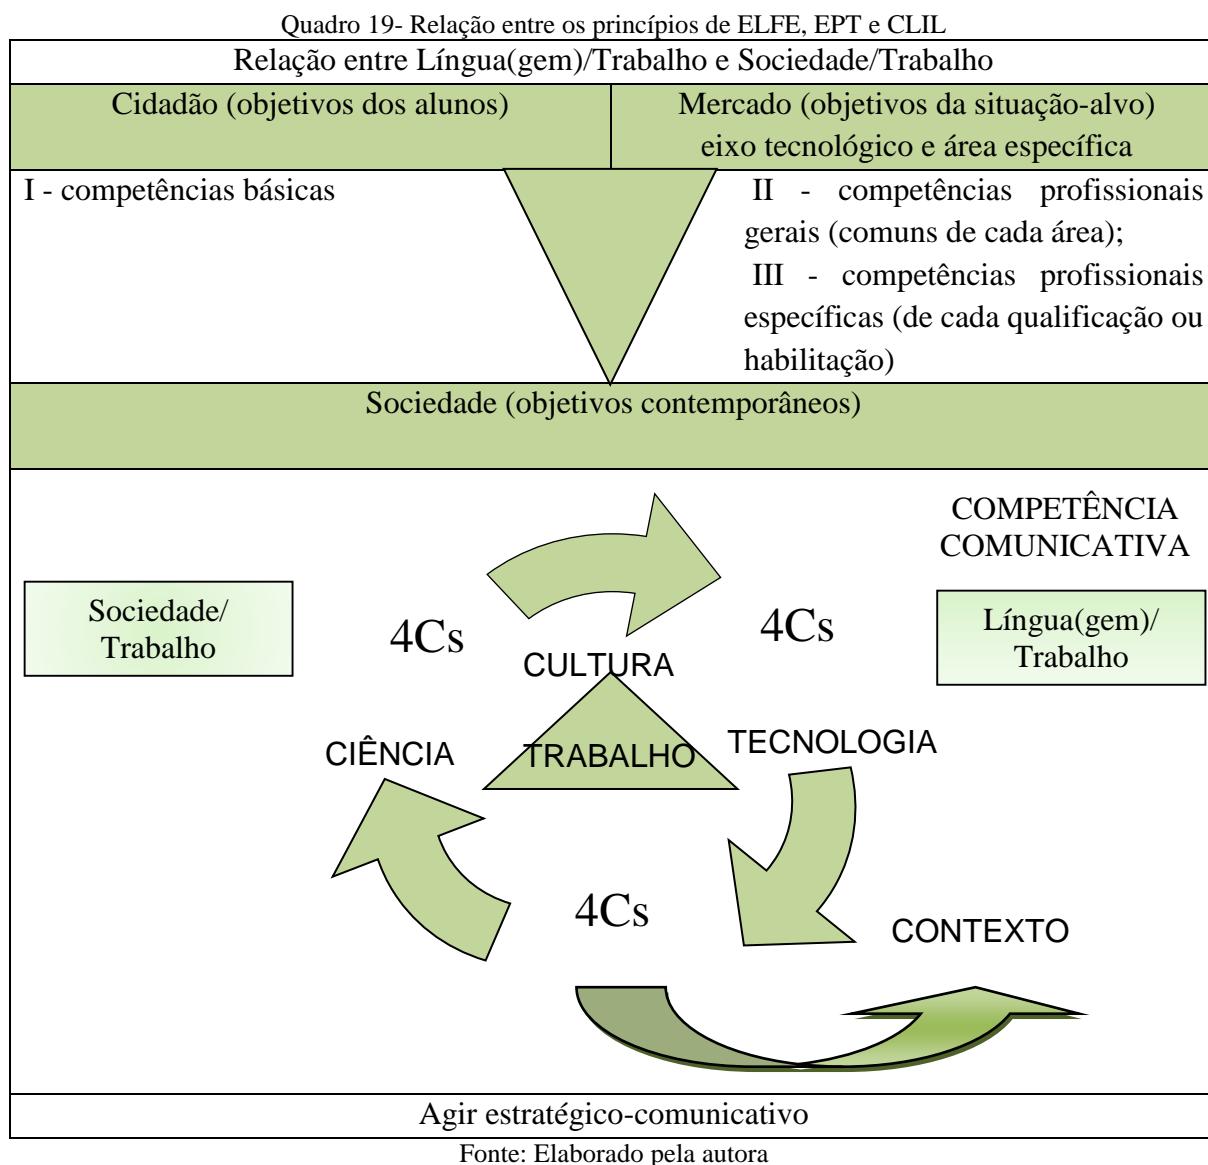 Quadro 19- Relação entre os princípios de ELFE, EPT e CLIL
Relação entre Língua(gem)/Trabalho e Sociedade/Trabalho
Cidadão (objetivos dos alunos)
Mercado (objetivos da situação-alvo)
eixo tecnológico e área específica
I - competências básicas
II - competências profissionais
gerais (comuns de cada área);
III - competências profissionais
específicas (de cada qualificação ou
habilitação)
Sociedade (objetivos contemporâneos)
COMPETÊNCIA
COMUNICATIVA
Sociedade/
Trabalho
4Cs
4Cs
Língua(gem)/
Trabalho
CULTURA
CIÊNCIA
TRABALHO
TECNOLOGIA
4Cs
CONTEXTO
Agir estratégico-comunicativo
Fonte: Elaborado pela autora